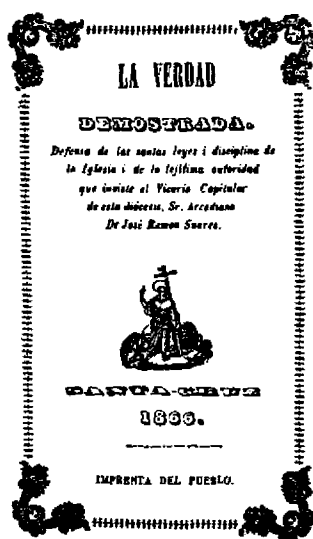 LA VERDAD
DEMOSTRADA.
Defensa de las santas leyes i disciplina de
la Iglesia i de la lejítima autoridad
que inviste el Vicario Capitular
de esta diócesis, Sr. Arcediano
Dr José Ramon Suarez.
SANTA-CRUZ
1866.
IMPRENTA DEL PUEBLO.